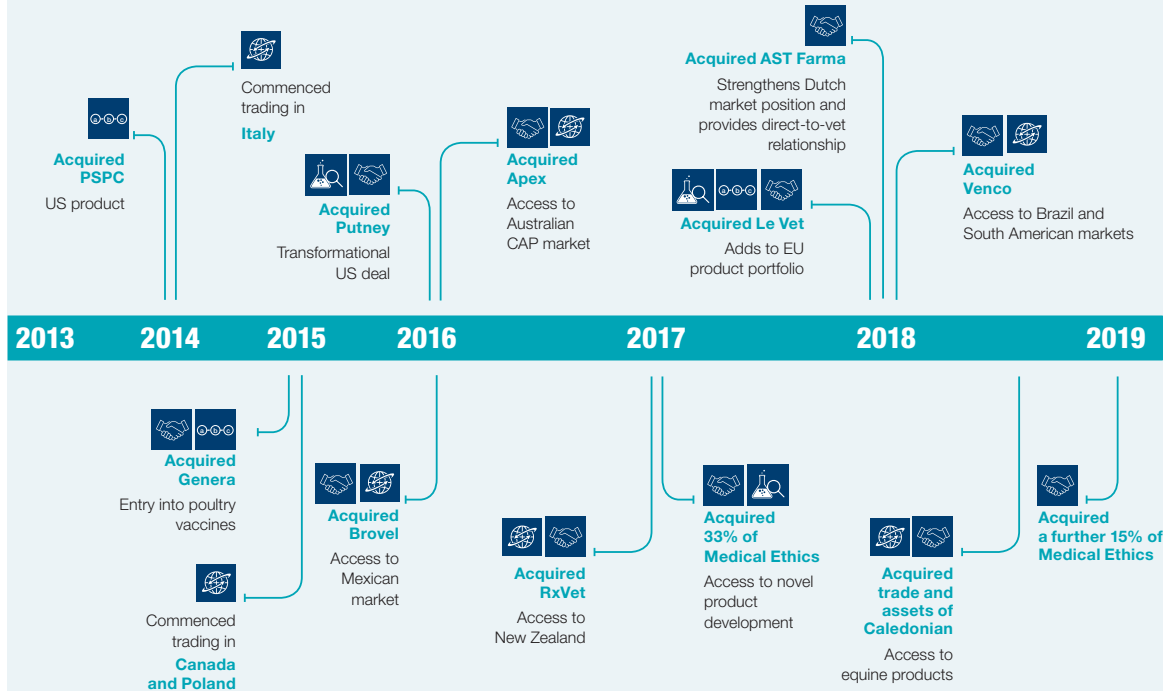 Commenced
trading in
Italy
Acquired
PSPC
US product
a b c
Acquired
Putney
Transformational
US deal
Acquired
Apex
Access to
Australian
CAP market
Acquired AST Farma
Strengthens Dutch
market position and
provides direct-to-vet
relationship
a b c
Acquired Le Vet
Adds to EU
product portfolio
Acquired
Venco
Access to Brazil and
South American markets
2013 2014 2015 2016 2017 2018 2019
a b c
Acquired
Genera
Entry into poultry
vaccines
Commenced
trading in
Canada
and Poland
Acquired
Brovel
Access to
Mexican
market
Acquired
RxVet
Access to
New Zealand
Acquired
33% of
Medical Ethics
Access to novel
product
development
Acquired
trade and
assets of
Caledonian
Access to
equine products
Acquired
a further 15% of
Medical Ethics